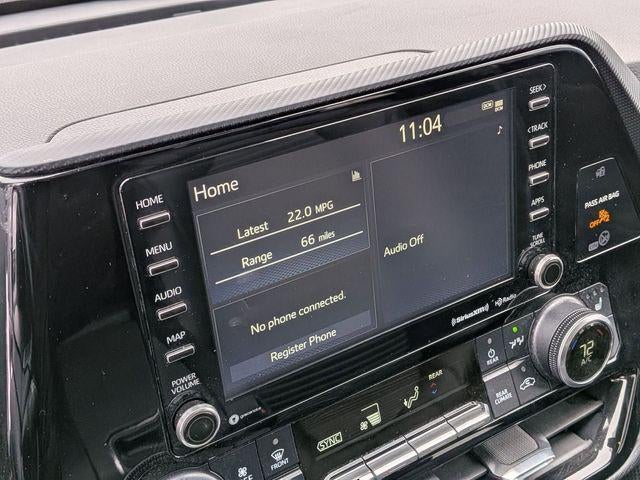 HOME
MENU
AUDIO
MAP
POWER
VOLUME
Home
11:04
DCM
Latest 22.0 MPG
Range 66 miles
No phone connected.
Register Phone
Audio Off
SEEK>
<TRACK
PHONE
APPS
TUNE
SCROLL
PASS AIR BAG
OFF
SiriusXM
HD Radio
72
A/C
REAR
REAR
CLIMATE
REAR
SYNC
FRONT